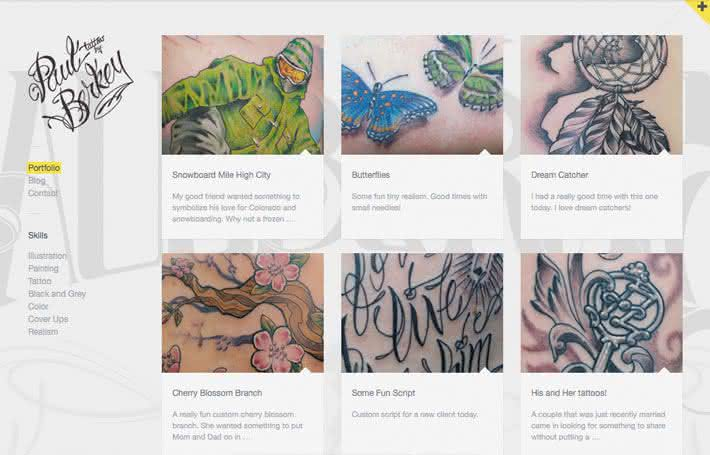 tattoo by
Paul
Berkey
Portfolio
Blog
Contact
Skills
Illustration
Painting
Tattoo
Black and Grey
Color
Cover Ups
Realism
Snowboard Mile High City
My good friend wanted something to
symbolize his love for Colorado and
snowboarding. Why not a frozen …
Butterflies
Some fun tiny realism. Good times with
small needles!
Dream Catcher
I had a really good time with this one
today. I love dream catchers!
Cherry Blossom Branch
A really fun custom cherry blossom
branch. She wanted something to put
Mom and Dad on in …
Some Fun Script
Custom script for a new client today.
His and Her tattoos!
A couple that was just recently married
came in looking for something to share
without putting a …